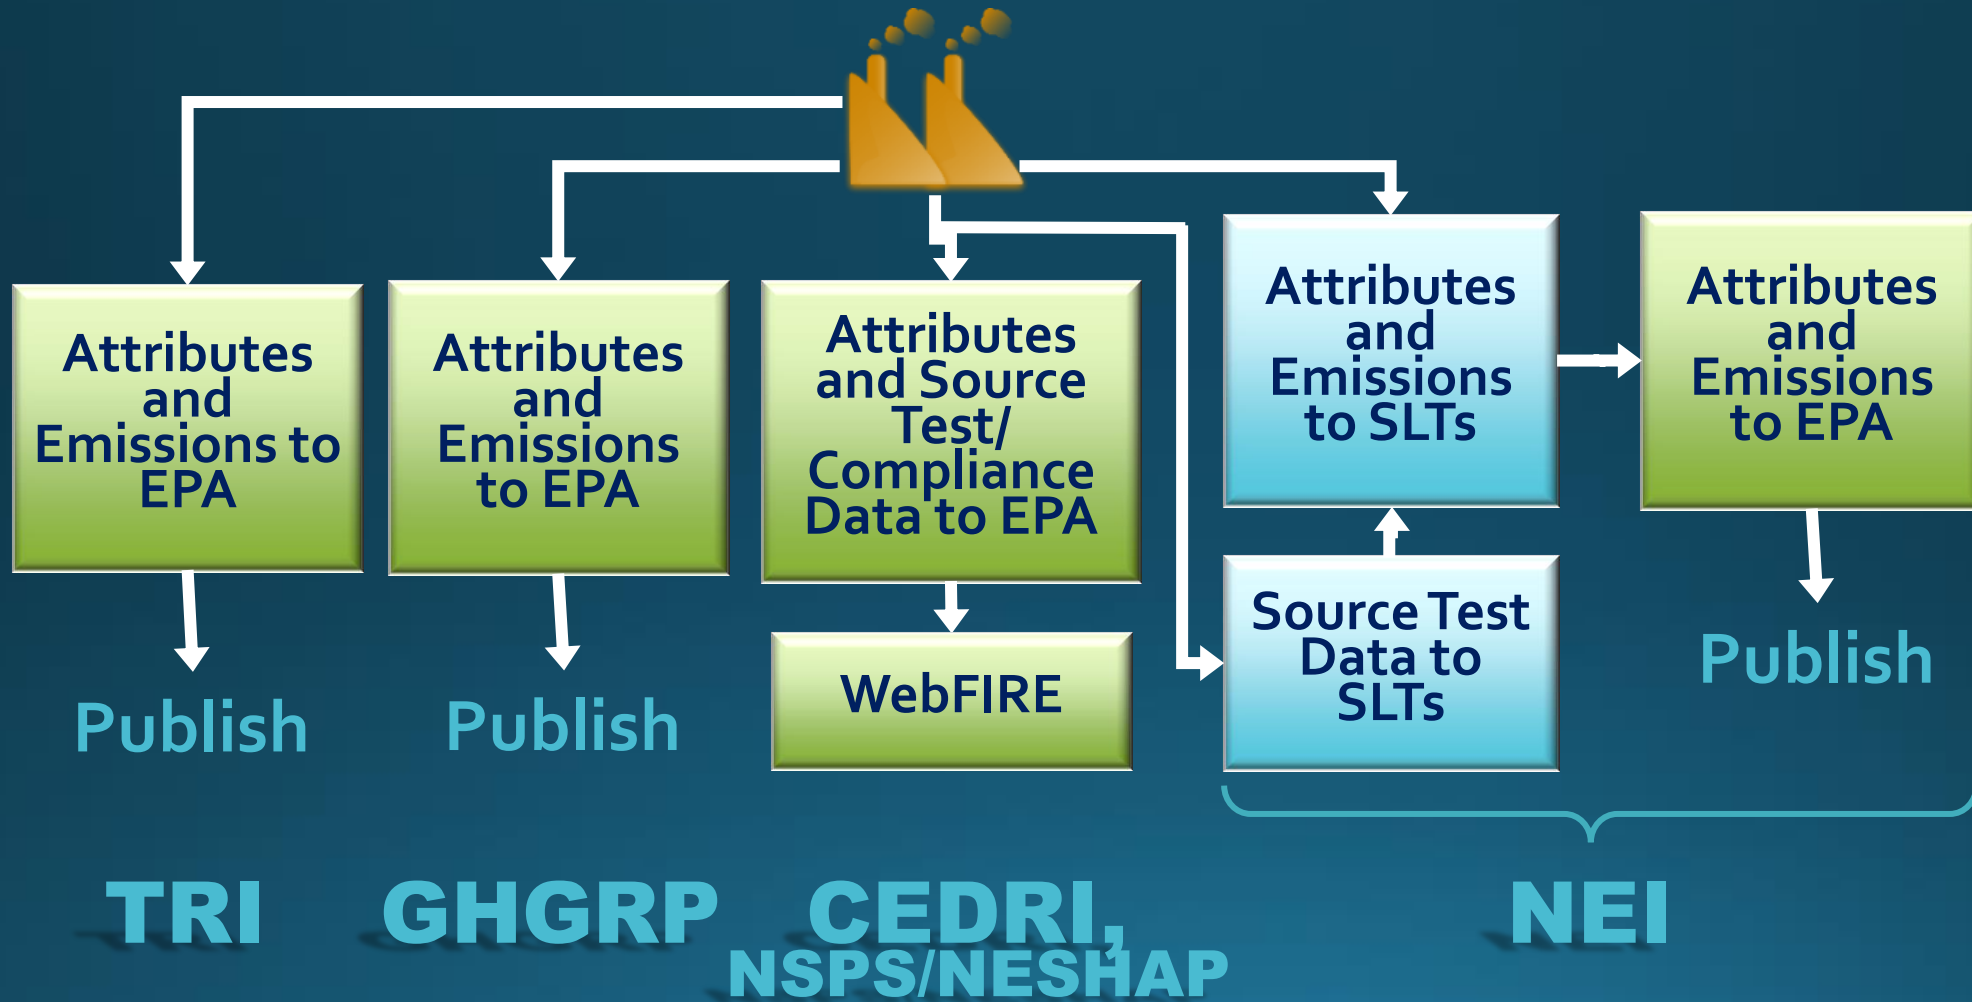 Attributes
and
Emissions to
EPA
Publish
Attributes
and
Emissions
to EPA
Publish
Attributes
and Source
Test/
Compliance
Data to EPA
WebFIRE
Attributes
and
Emissions
to SLTs
Source Test
Data to
SLTs
Attributes
and
Emissions
to EPA
Publish
TRI
GHGRP
CEDRI,
NSPS/NESHAP
NEI